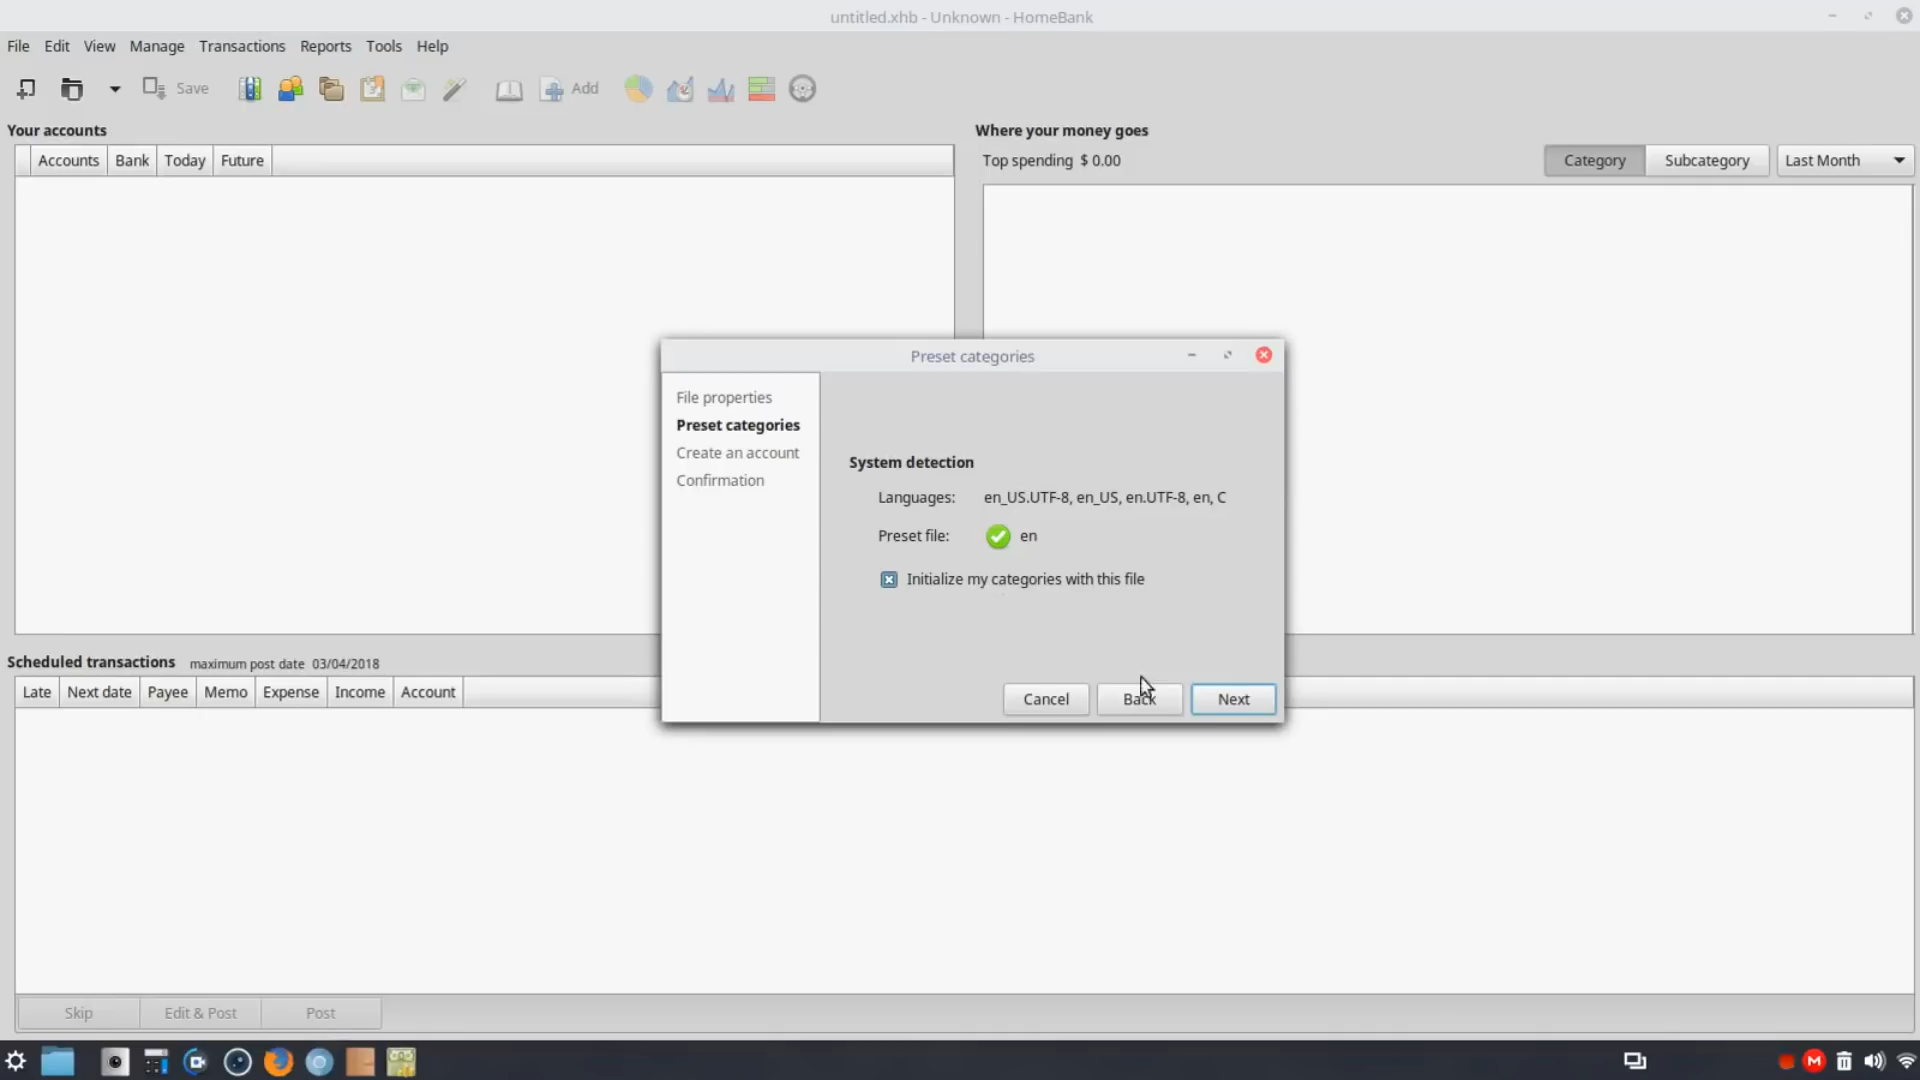 untitled.xhb - Unknown - HomeBank
File Edit View Manage Transactions Reports Tools Help
Save Add
Your accounts
Accounts Bank Today Future
Where your money goes
Top spending $ 0.00 Category Subcategory Last Month
Preset categories
File properties
Preset categories
Create an account
Confirmation
System detection
Languages: en_US.UTF-8, en_US, en.UTF-8, en, C
Preset file: en
Initialize my categories with this file
Cancel Back Next
Scheduled transactions maximum post date 03/04/2018
Late Next date Payee Memo Expense Income Account
Skip Edit & Post Post
M